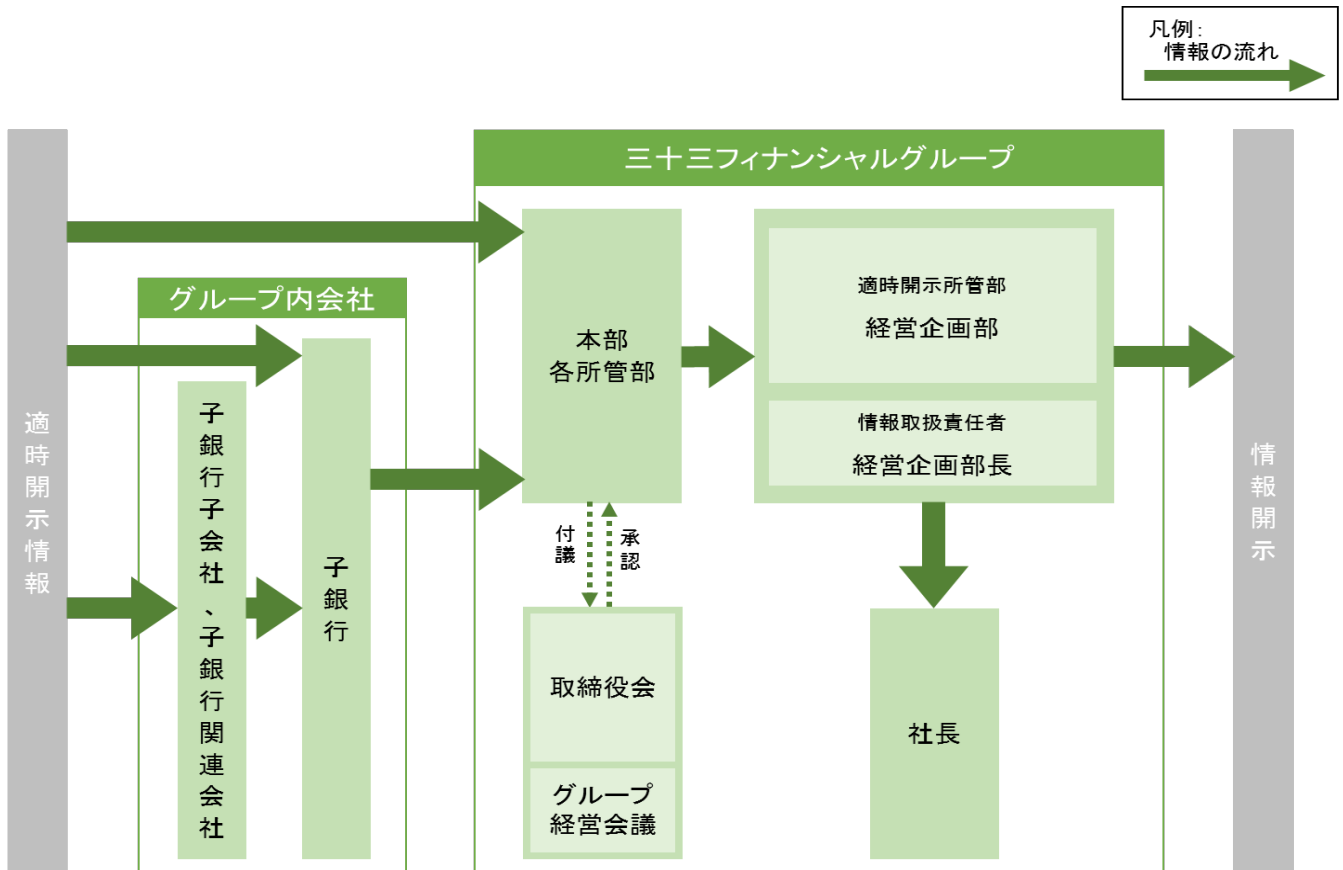 凡例:
情報の流れ
三十三フィナンシャルグループ
グループ内会社
適時開示情報
子銀行子会社、子銀行関連会社
子銀行
本部
各所管部
付議
承認
取締役会
グループ
経営会議
適時開示所管部
経営企画部
情報取扱責任者
経営企画部長
社長
情報開示